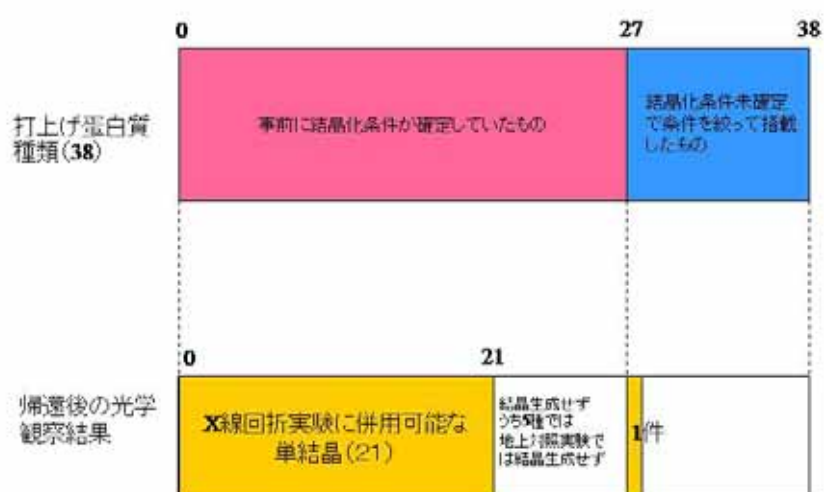 0 27 38
打上げ蛋白質
種類(38)
事前に結晶化条件が確定していたもの
結晶化条件未確定
で条件を絞って搭載
したもの
0 21
帰還後の光学
観察結果
X線回折実験に併用可能な
単結晶(21)
結晶生成せず
うち5種では
地上対照実験で
は結晶生成せず
1件